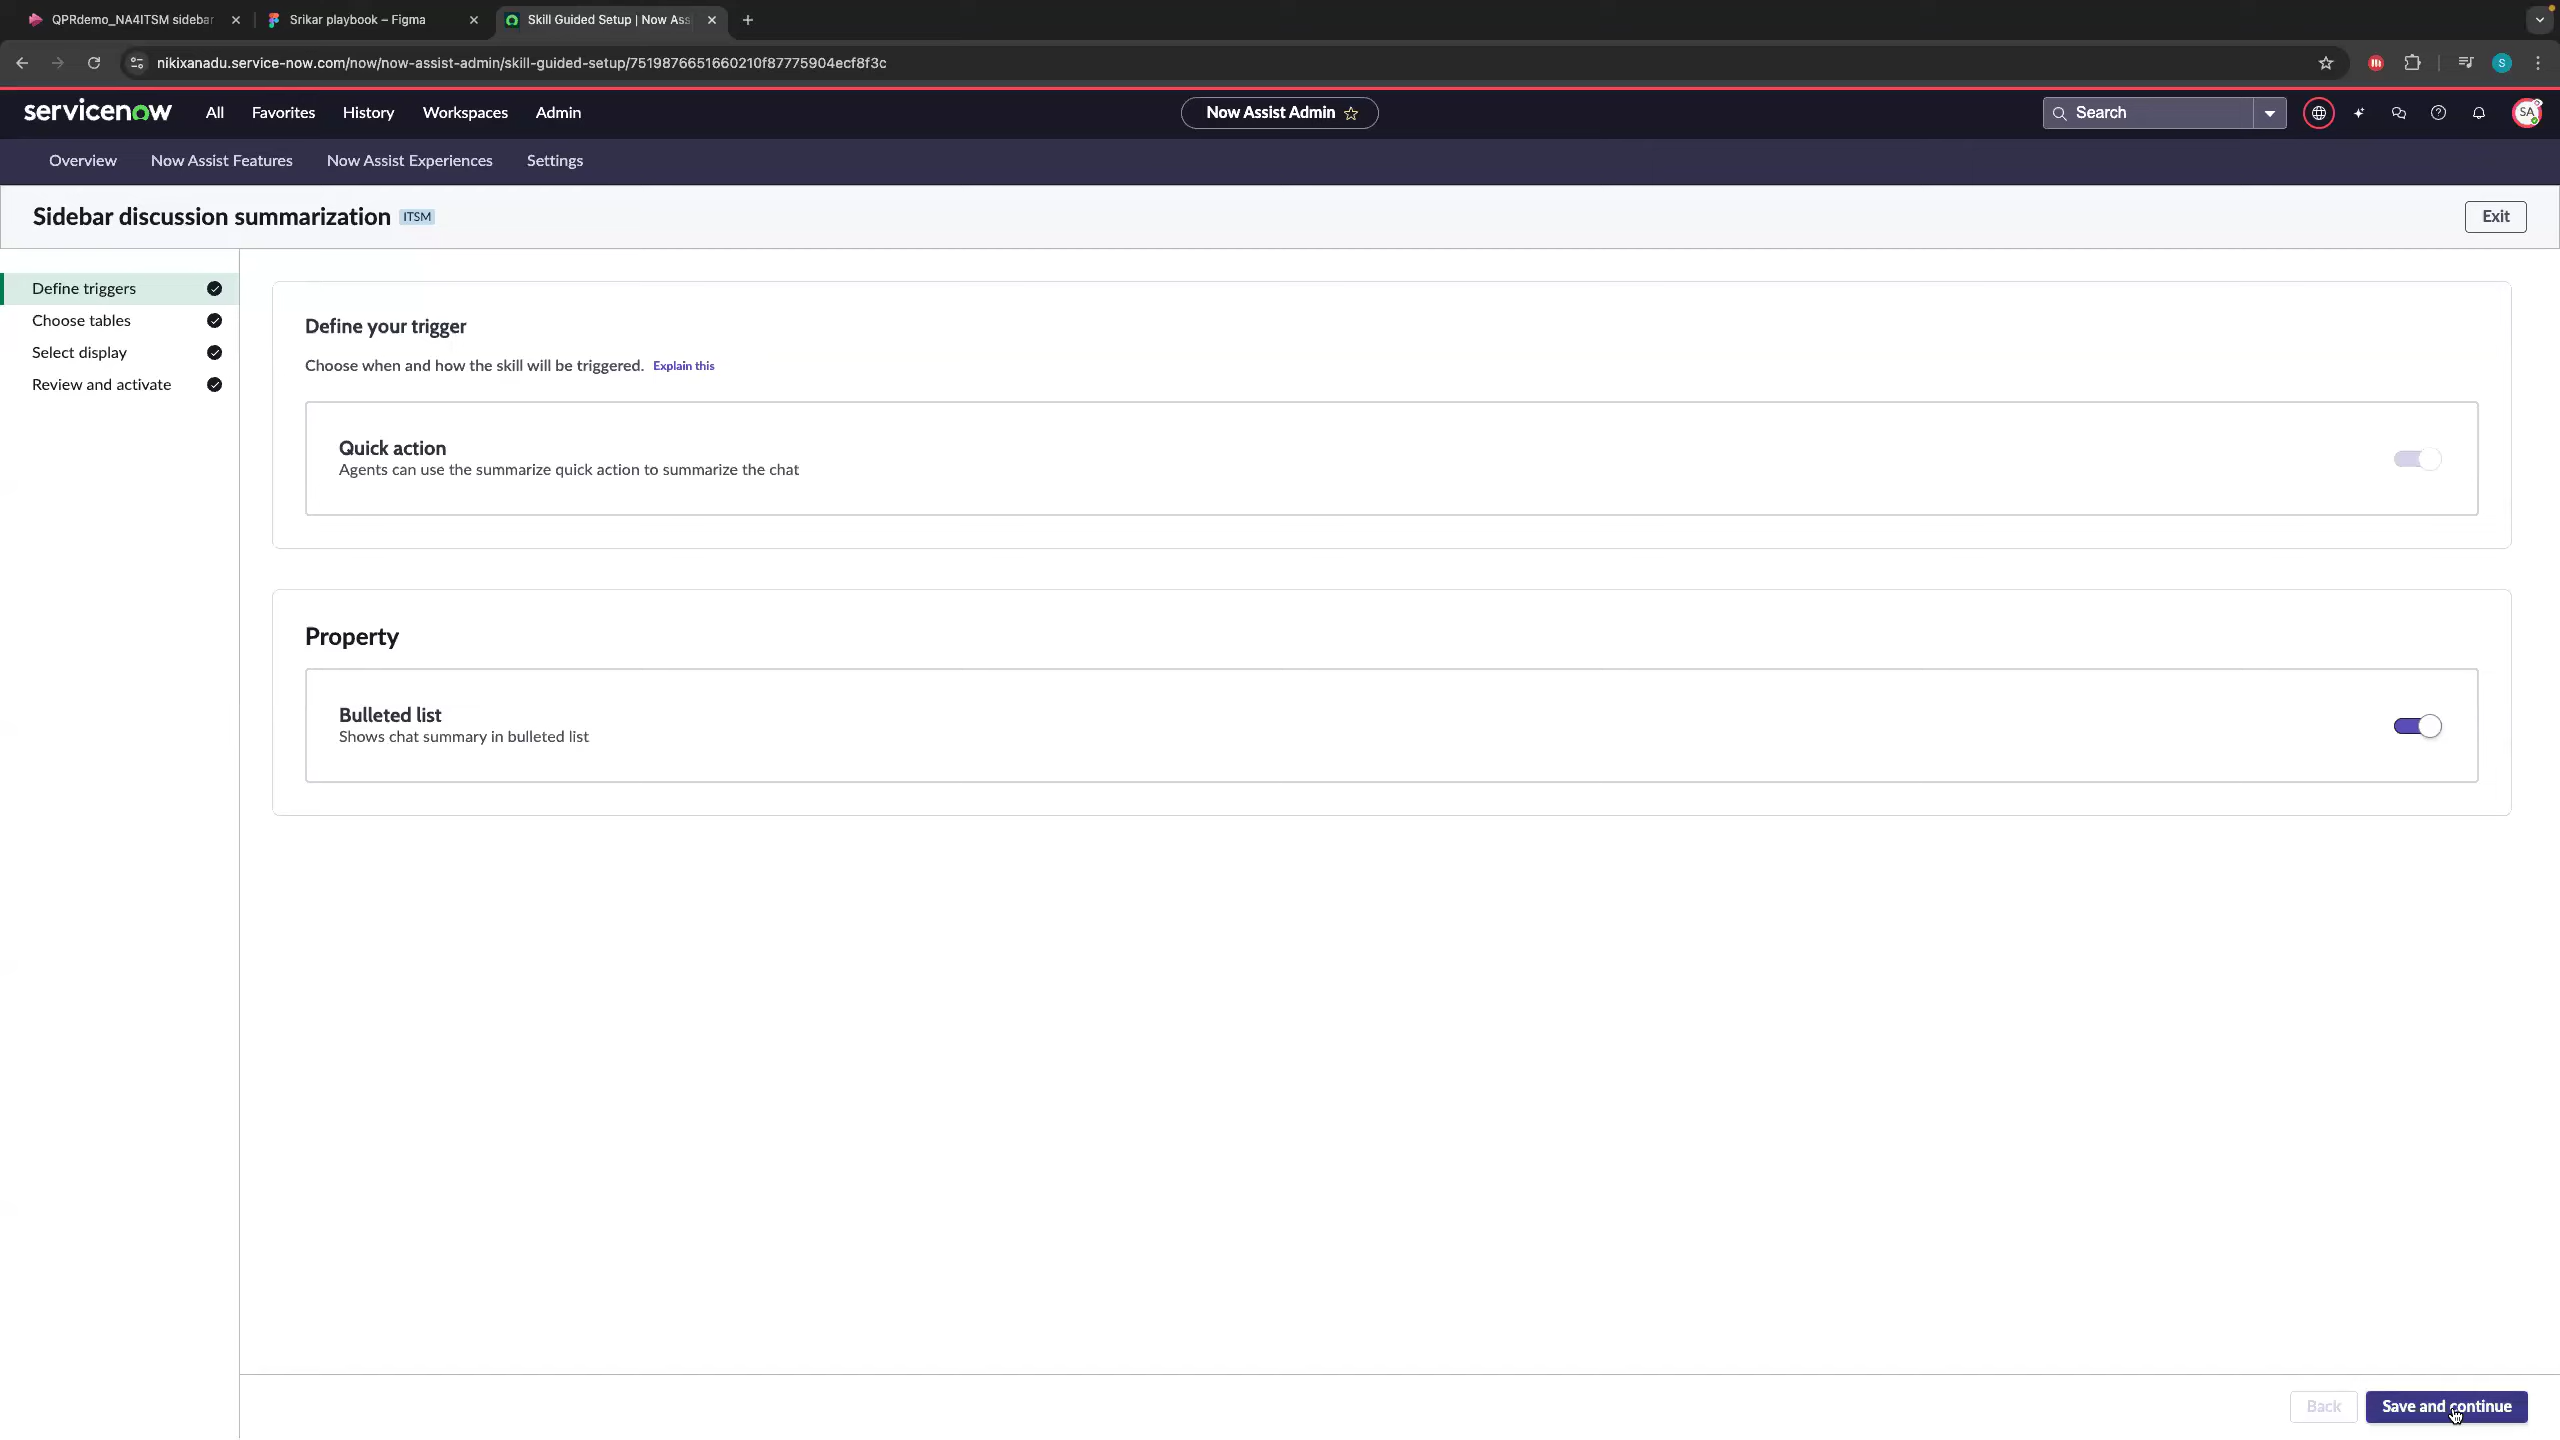 QPRdemo_NA4ITSM sidebar
Srikar playbook – Figma
Skill Guided Setup | Now Ass
nikixanadu.service-now.com/now/now-assist-admin/skill-guided-setup/7519876651660210f87775904ecf8f3c
S
servicenow
All
Favorites
History
Workspaces
Admin
Now Assist Admin
Search
SA
Overview
Now Assist Features
Now Assist Experiences
Settings
Sidebar discussion summarization ITSM
Exit
Define triggers
Choose tables
Select display
Review and activate
Define your trigger
Choose when and how the skill will be triggered. Explain this
Quick action
Agents can use the summarize quick action to summarize the chat
Property
Bulleted list
Shows chat summary in bulleted list
Back
Save and continue